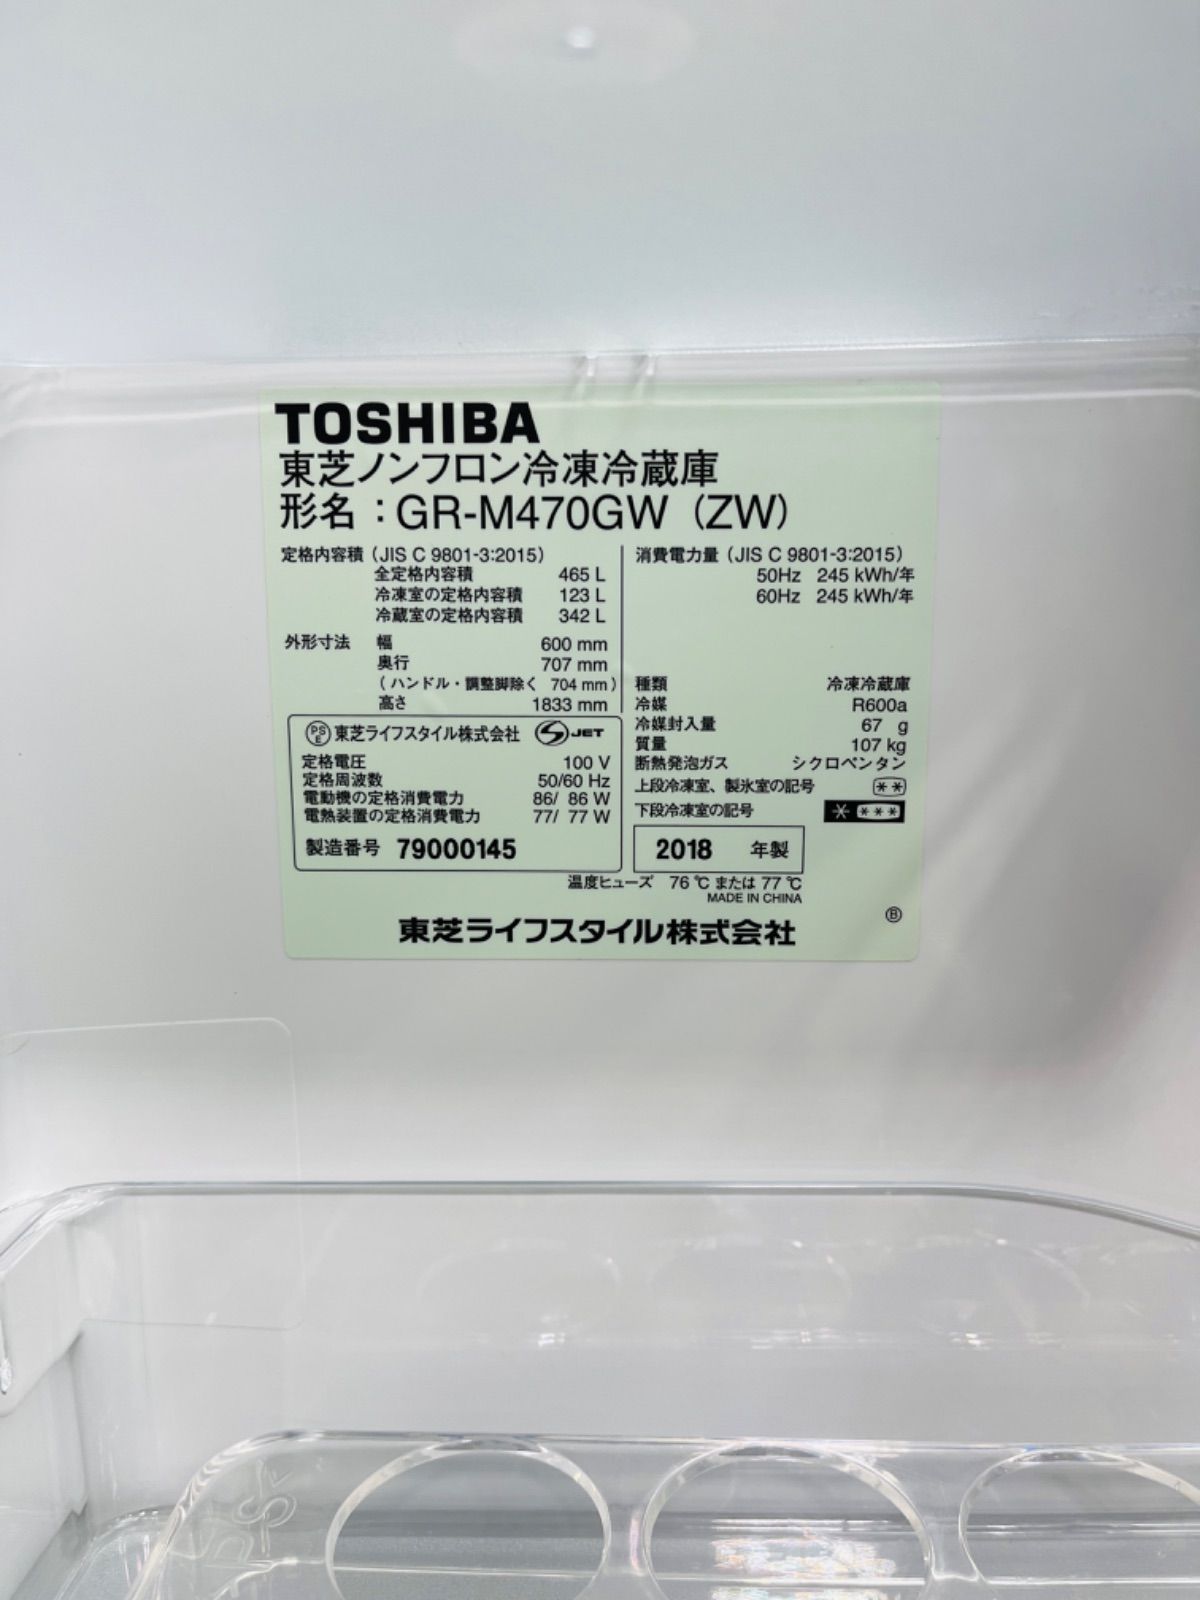 TOSHIBA
東芝ノンフロン冷凍冷蔵庫
形名：GR-M470GW（ZW）
定格内容積（JIS C 9801-3:2015）
全定格内容積 465 L
冷凍室の定格内容積 123 L
冷蔵室の定格内容積 342 L
外形寸法 幅 600 mm
奥行 707 mm
（ハンドル・調整脚除く 704 mm）
高さ 1833 mm
PSE 東芝ライフスタイル株式会社 S JET
定格電圧 100 V
定格周波数 50/60 Hz
電動機の定格消費電力 86/ 86 W
電熱装置の定格消費電力 77/ 77 W
製造番号 79000145
消費電力量（JIS C 9801-3:2015）
50Hz 245 kWh/年
60Hz 245 kWh/年
種類 冷凍冷蔵庫
冷媒 R600a
冷媒封入量 67 g
質量 107 kg
断熱発泡ガス シクロペンタン
上段冷凍室、製氷室の記号 **
下段冷凍室の記号 * ***
2018 年製
温度ヒューズ 76 ℃ または 77 ℃
MADE IN CHINA
Ⓑ
東芝ライフスタイル株式会社